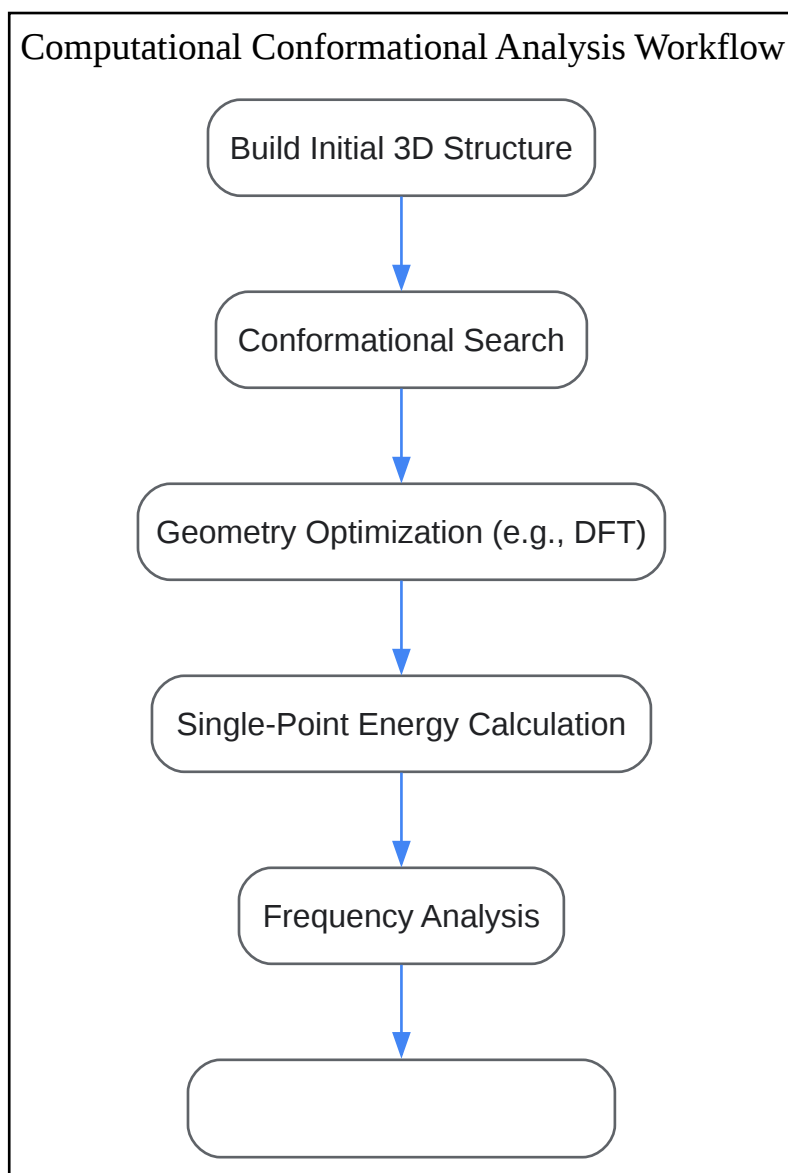 Computational Conformational Analysis Workflow
Build Initial 3D Structure
Conformational Search
Geometry Optimization (e.g., DFT)
Single-Point Energy Calculation
Frequency Analysis